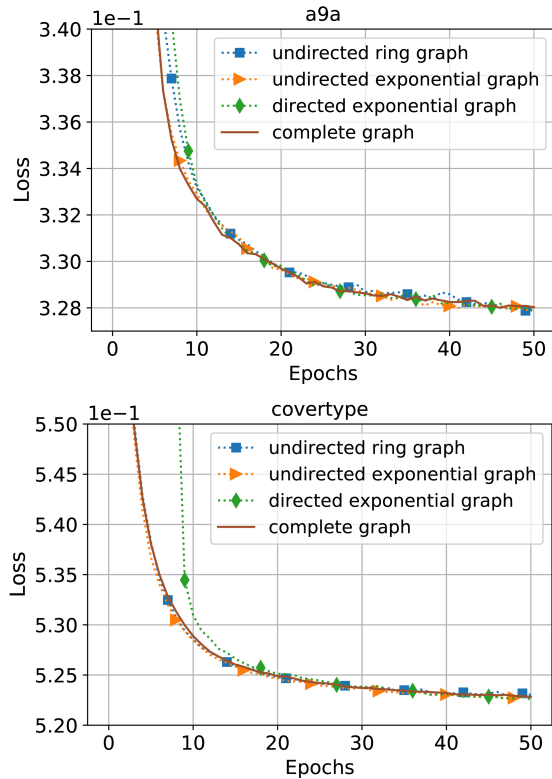 1e−1
a9a
3.40
3.38
3.36
3.34
3.32
3.30
3.28
Loss
undirected ring graph
undirected exponential graph
directed exponential graph
complete graph
0 10 20 30 40 50
Epochs
1e−1
covertype
5.50
5.45
5.40
5.35
5.30
5.25
5.20
Loss
undirected ring graph
undirected exponential graph
directed exponential graph
complete graph
0 10 20 30 40 50
Epochs